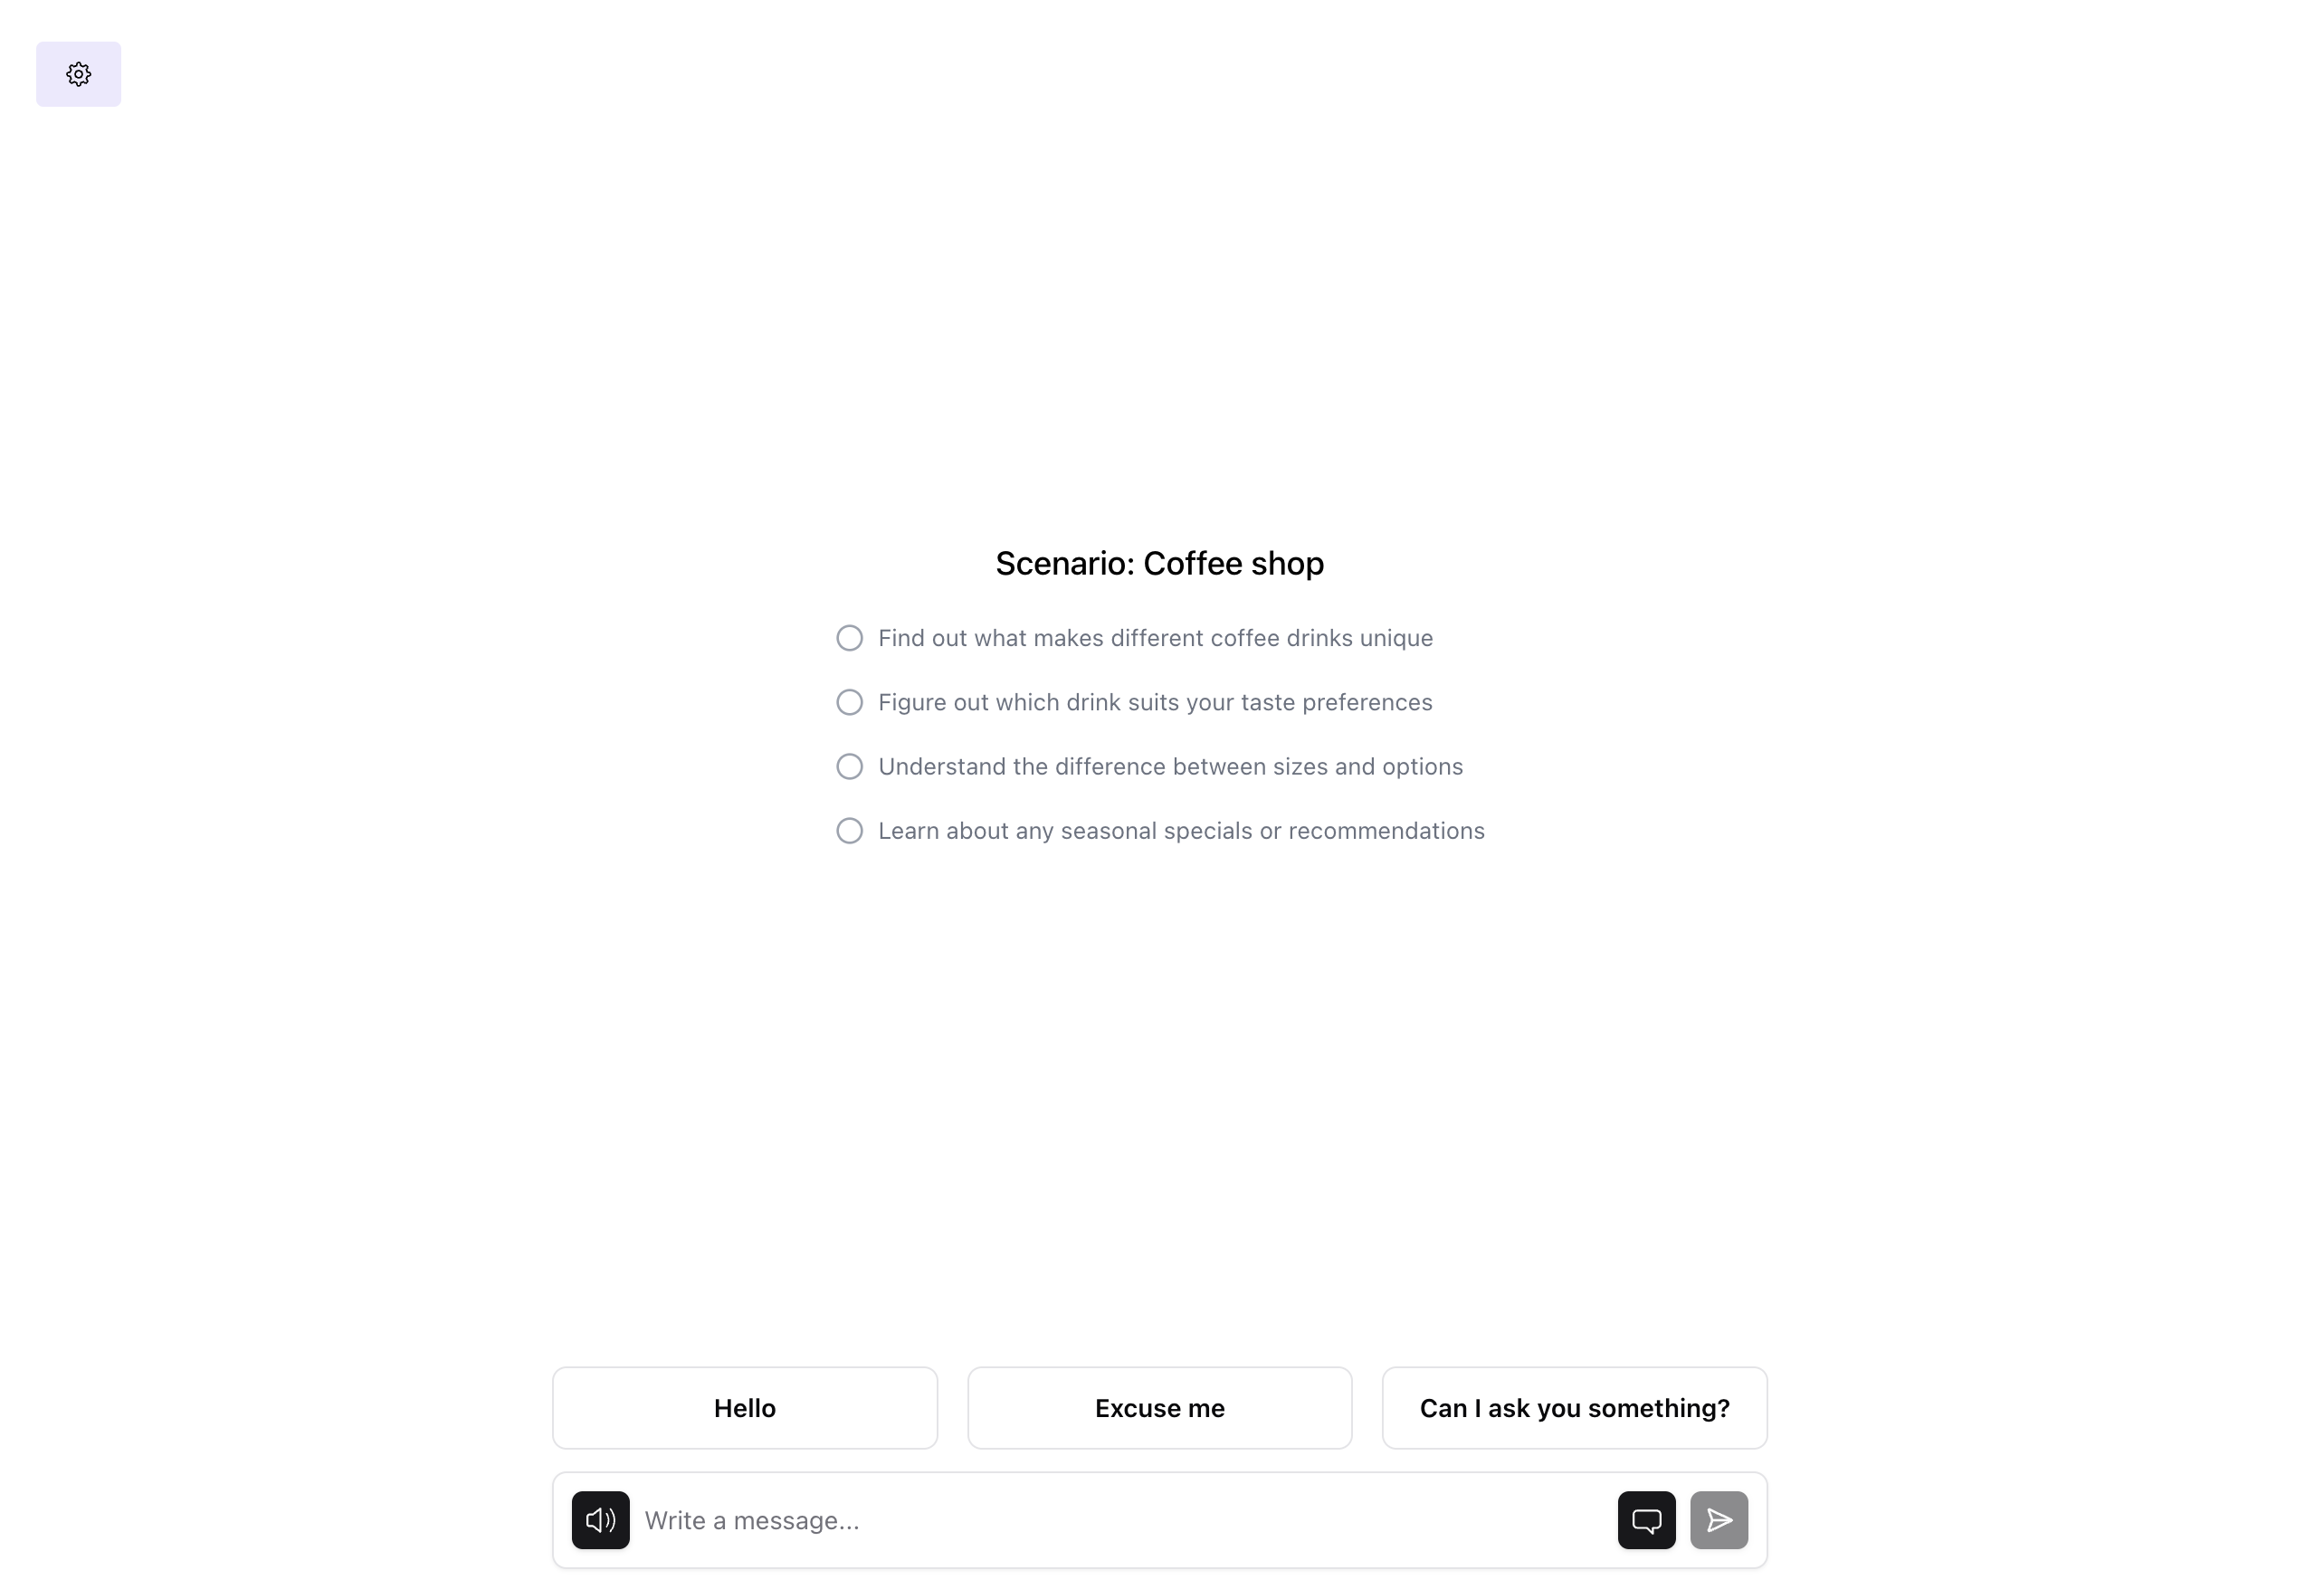 Scenario: Coffee shop
Find out what makes different coffee drinks unique
Figure out which drink suits your taste preferences
Understand the difference between sizes and options
Learn about any seasonal specials or recommendations
Hello
Excuse me
Can I ask you something?
Write a message...